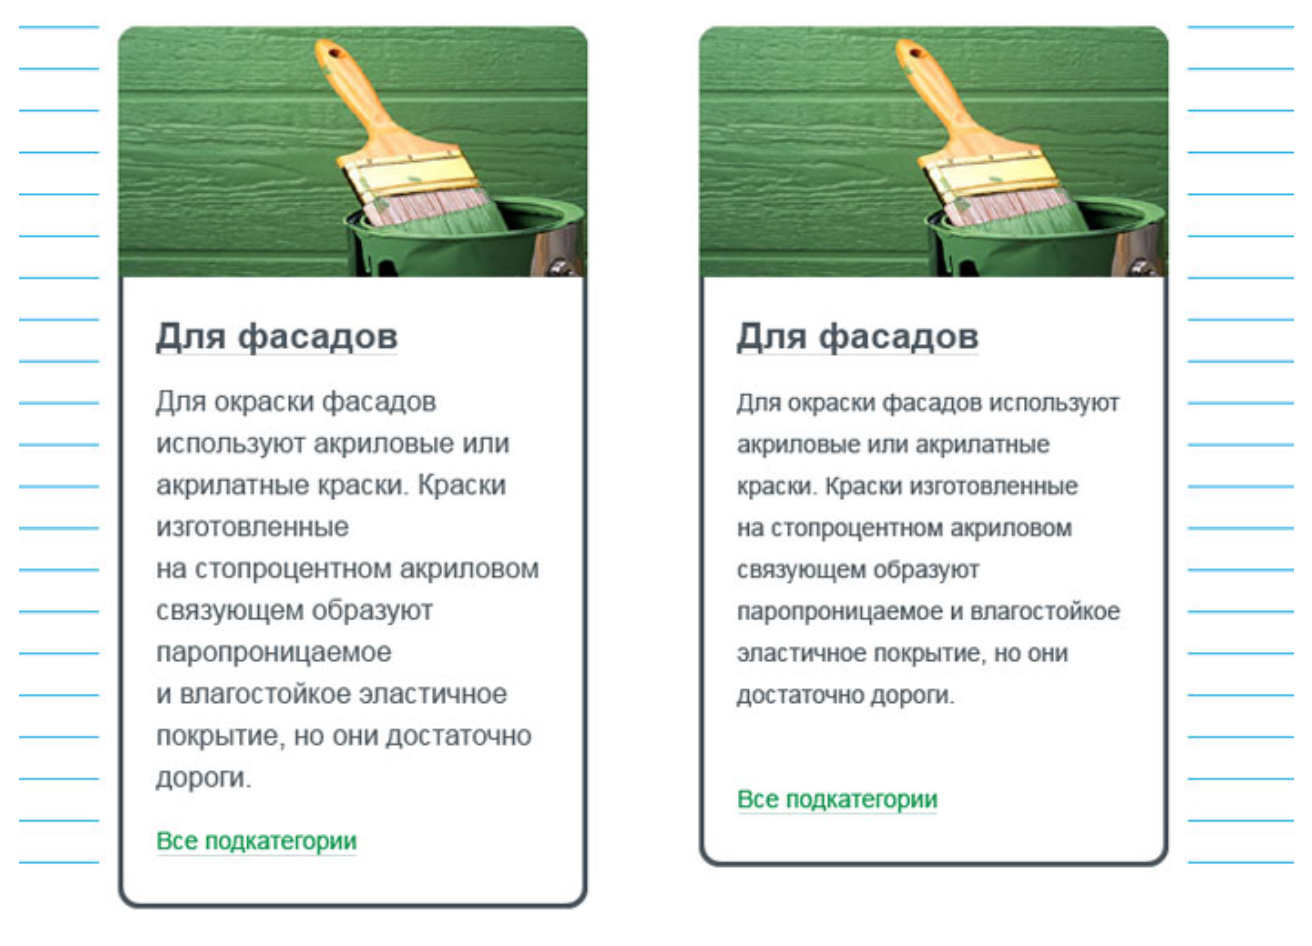 Для фасадов
Для окраски фасадов
используют акриловые или
акрилатные краски. Краски
изготовленные
на стопроцентном акриловом
связующем образуют
паропроницаемое
и влагостойкое эластичное
покрытие, но они достаточно
дороги.
Все подкатегории
Для фасадов
Для окраски фасадов используют
акриловые или акрилатные
краски. Краски изготовленные
на стопроцентном акриловом
связующем образуют
паропроницаемое и влагостойкое
эластичное покрытие, но они
достаточно дороги.
Все подкатегории